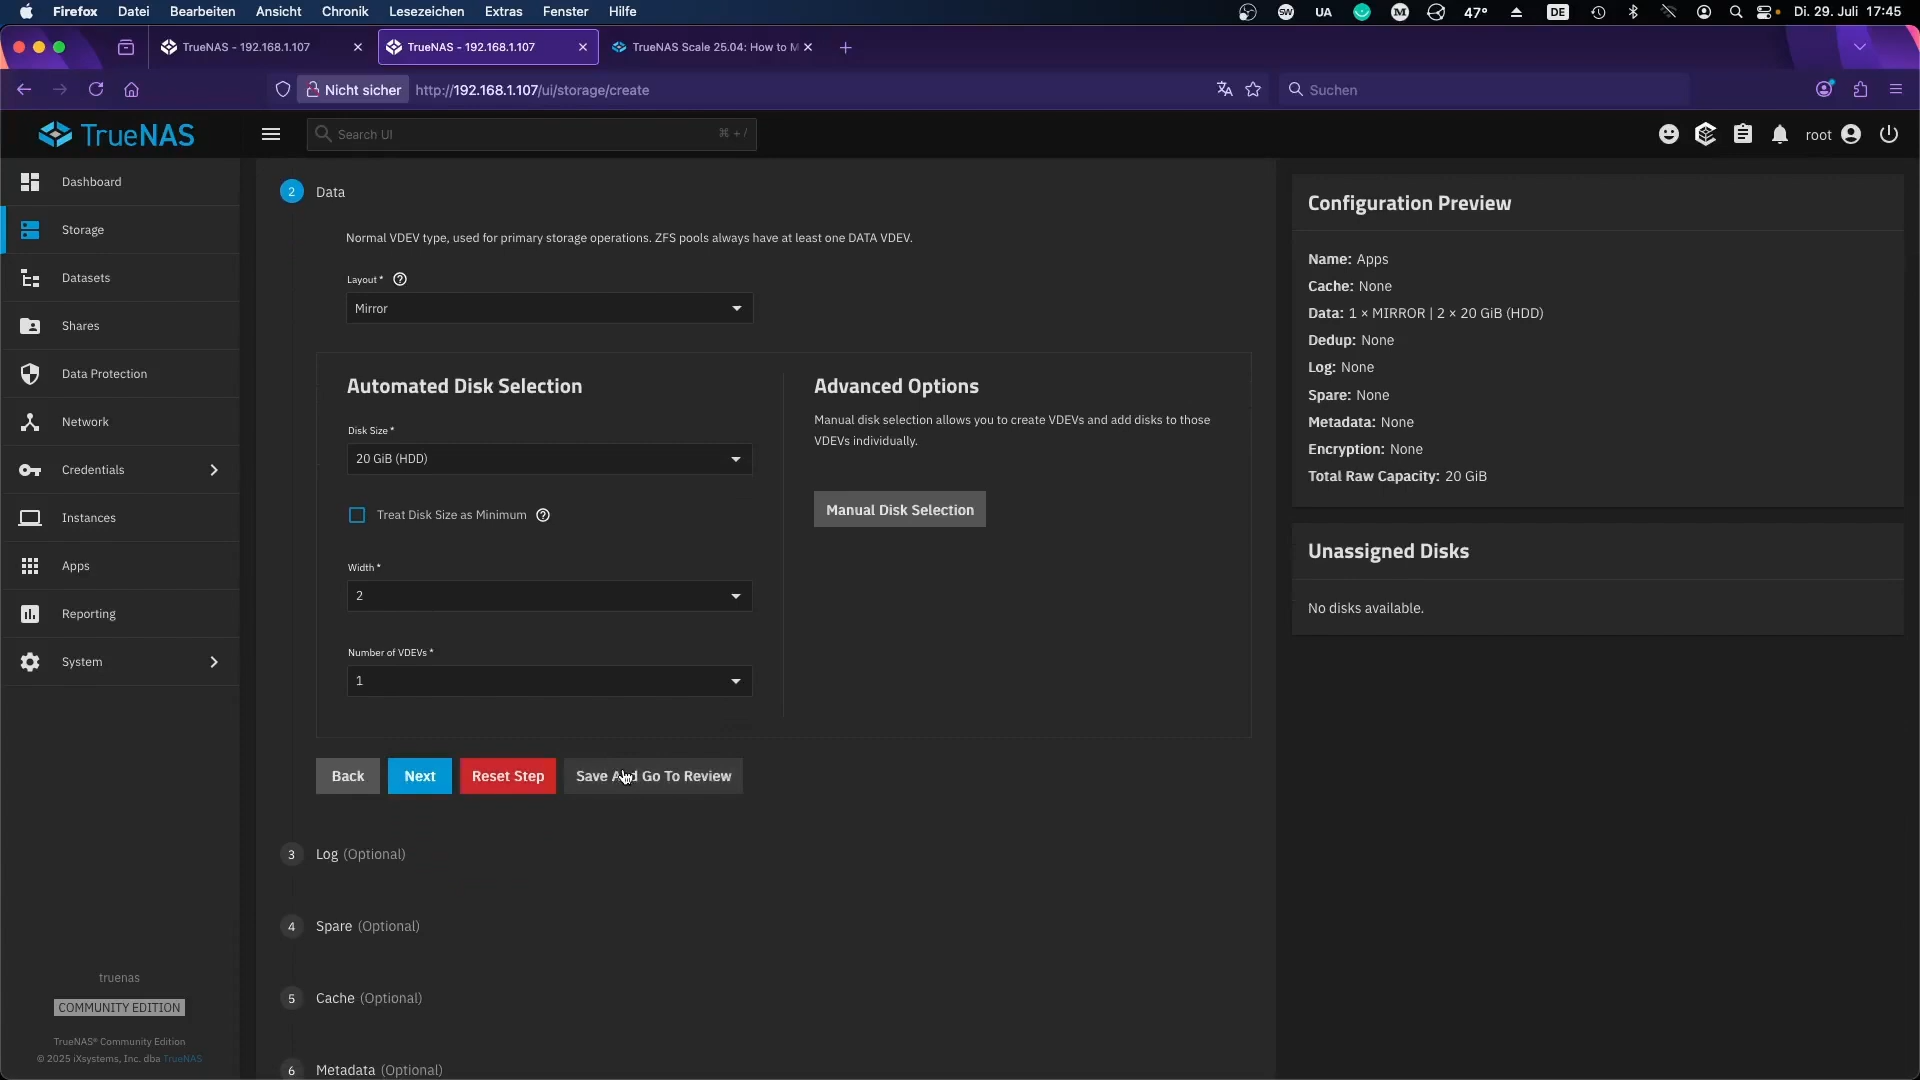 Firefox Datei Bearbeiten Ansicht Chronik Lesezeichen Extras Fenster Hilfe
SW UA M 47° DE Di. 29. Juli 17:45
TrueNAS - 192.168.1.107
TrueNAS - 192.168.1.107
TrueNAS Scale 25.04: How to M
Nicht sicher http://192.168.1.107/ui/storage/create
Suchen
TrueNAS
Search UI ⌘ + /
root
Dashboard
Storage
Datasets
Shares
Data Protection
Network
Credentials
Instances
Apps
Reporting
System
truenas
COMMUNITY EDITION
TrueNAS® Community Edition
© 2025 iXsystems, Inc. dba TrueNAS
2 Data
Normal VDEV type, used for primary storage operations. ZFS pools always have at least one DATA VDEV.
Layout *
Mirror
Automated Disk Selection
Disk Size *
20 GiB (HDD)
Treat Disk Size as Minimum
Width *
2
Number of VDEVs *
1
Advanced Options
Manual disk selection allows you to create VDEVs and add disks to those
VDEVs individually.
Manual Disk Selection
Back Next Reset Step Save And Go To Review
3 Log (Optional)
4 Spare (Optional)
5 Cache (Optional)
6 Metadata (Optional)
Configuration Preview
Name: Apps
Cache: None
Data: 1 × MIRROR | 2 × 20 GiB (HDD)
Dedup: None
Log: None
Spare: None
Metadata: None
Encryption: None
Total Raw Capacity: 20 GiB
Unassigned Disks
No disks available.